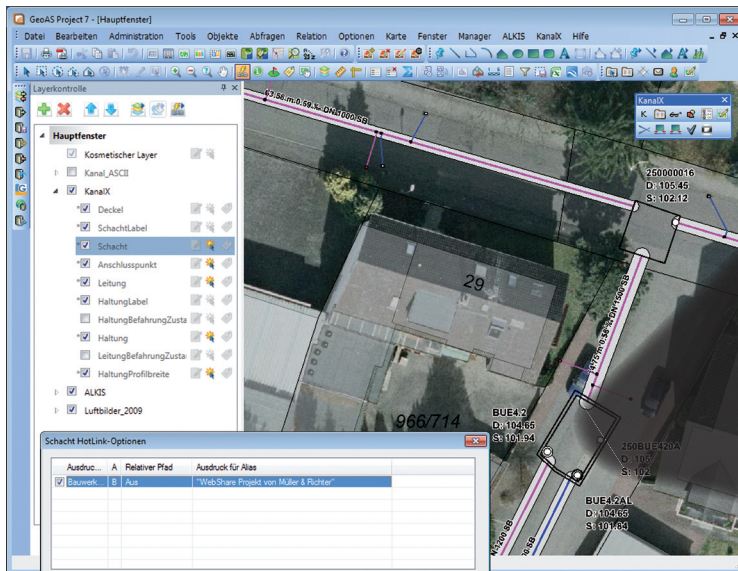 GeoAS Project 7 - [Hauptfenster]
Datei Bearbeiten Administration Tools Objekte Abfragen Relation Optionen Karte Fenster Manager ALKIS KanalX Hilfe
Layerkontrolle
Hauptfenster
Kosmetischer Layer
Kanal_ASCII
KanalX
Deckel
SchachtLabel
Schacht
Anschlusspunkt
Leitung
HaltungLabel
HaltungBefahrungZusta
Haltung
LeitungBefahrungZusta
HaltungProfilbreite
ALKIS
Luftbilder_2009
KanalX
250000016
D: 105.45
S: 102.12
29
966/714
BUE4.2
D: 104.65
S: 101.94
250BUE420A
D: 105
S: 102
BUE4.2AL
D: 104.65
S: 101.84
Schacht HotLink-Optionen
Ausdruc... A Relativer Pfad Ausdruck für Alias
Bauwerk... B Aus "WebShare Projekt von Müller & Richter"